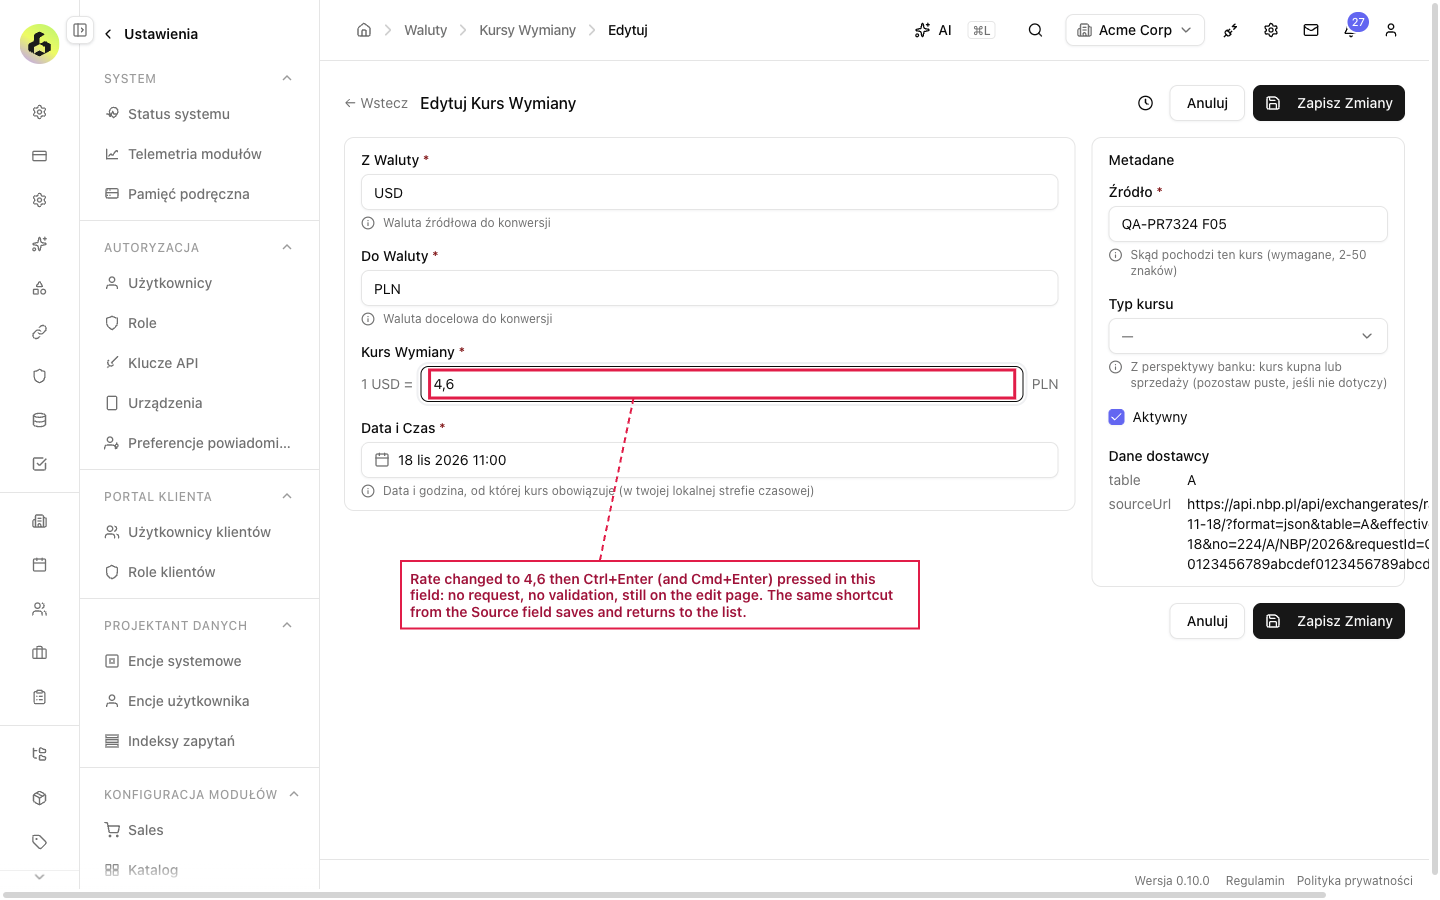 Ustawienia
SYSTEM
Status systemu
Telemetria modułów
Pamięć podręczna
AUTORYZACJA
Użytkownicy
Role
Klucze API
Urządzenia
Preferencje powiadomi...
PORTAL KLIENTA
Użytkownicy klientów
Role klientów
PROJEKTANT DANYCH
Encje systemowe
Encje użytkownika
Indeksy zapytań
KONFIGURACJA MODUŁÓW
Sales
Katalog
Waluty
Kursy Wymiany
Edytuj
AI
⌘L
Acme Corp
27
Wstecz
Edytuj Kurs Wymiany
Anuluj
Zapisz Zmiany
Z Waluty *
USD
Waluta źródłowa do konwersji
Do Waluty *
PLN
Waluta docelowa do konwersji
Kurs Wymiany *
1 USD = 4,6 PLN
Data i Czas *
18 lis 2026 11:00
Data i godzina, od której kurs obowiązuje (w twojej lokalnej strefie czasowej)
Rate changed to 4,6 then Ctrl+Enter (and Cmd+Enter) pressed in this
field: no request, no validation, still on the edit page. The same shortcut
from the Source field saves and returns to the list.
Metadane
Źródło *
QA-PR7324 F05
Skąd pochodzi ten kurs (wymagane, 2-50
znaków)
Typ kursu
—
Z perspektywy banku: kurs kupna lub
sprzedaży (pozostaw puste, jeśli nie dotyczy)
Aktywny
Dane dostawcy
table A
sourceUrl https://api.nbp.pl/api/exchangerates/r
11-18/?format=json&table=A&effectiv
18&no=224/A/NBP/2026&requestId=
0123456789abcdef0123456789abcd
Anuluj
Zapisz Zmiany
Wersja 0.10.0
Regulamin
Polityka prywatności